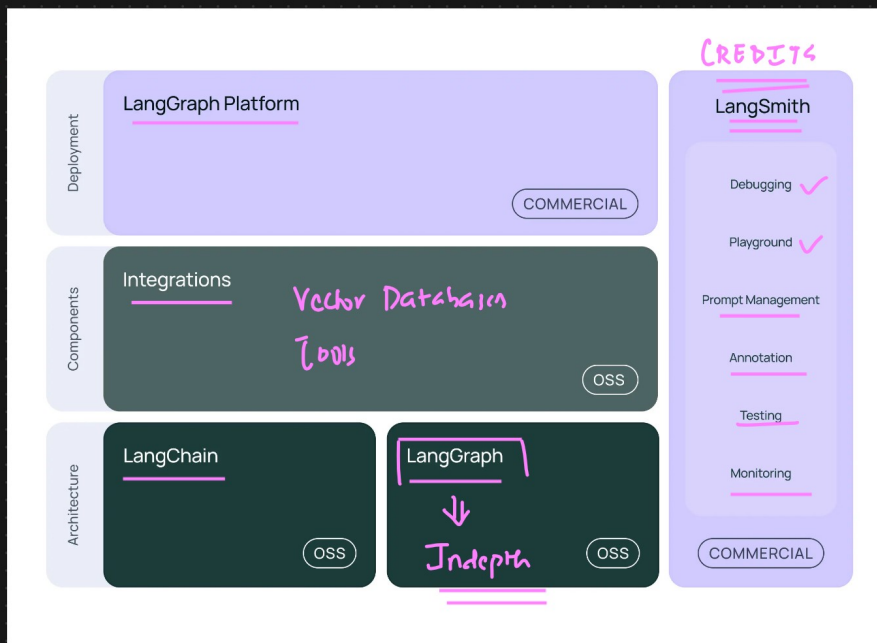 CREDITS
Deployment
LangGraph Platform
COMMERCIAL
Components
Integrations
Vector Databases
Tools
OSS
Architecture
LangChain
OSS
LangGraph
Indepth
OSS
LangSmith
Debugging
Playground
Prompt Management
Annotation
Testing
Monitoring
COMMERCIAL